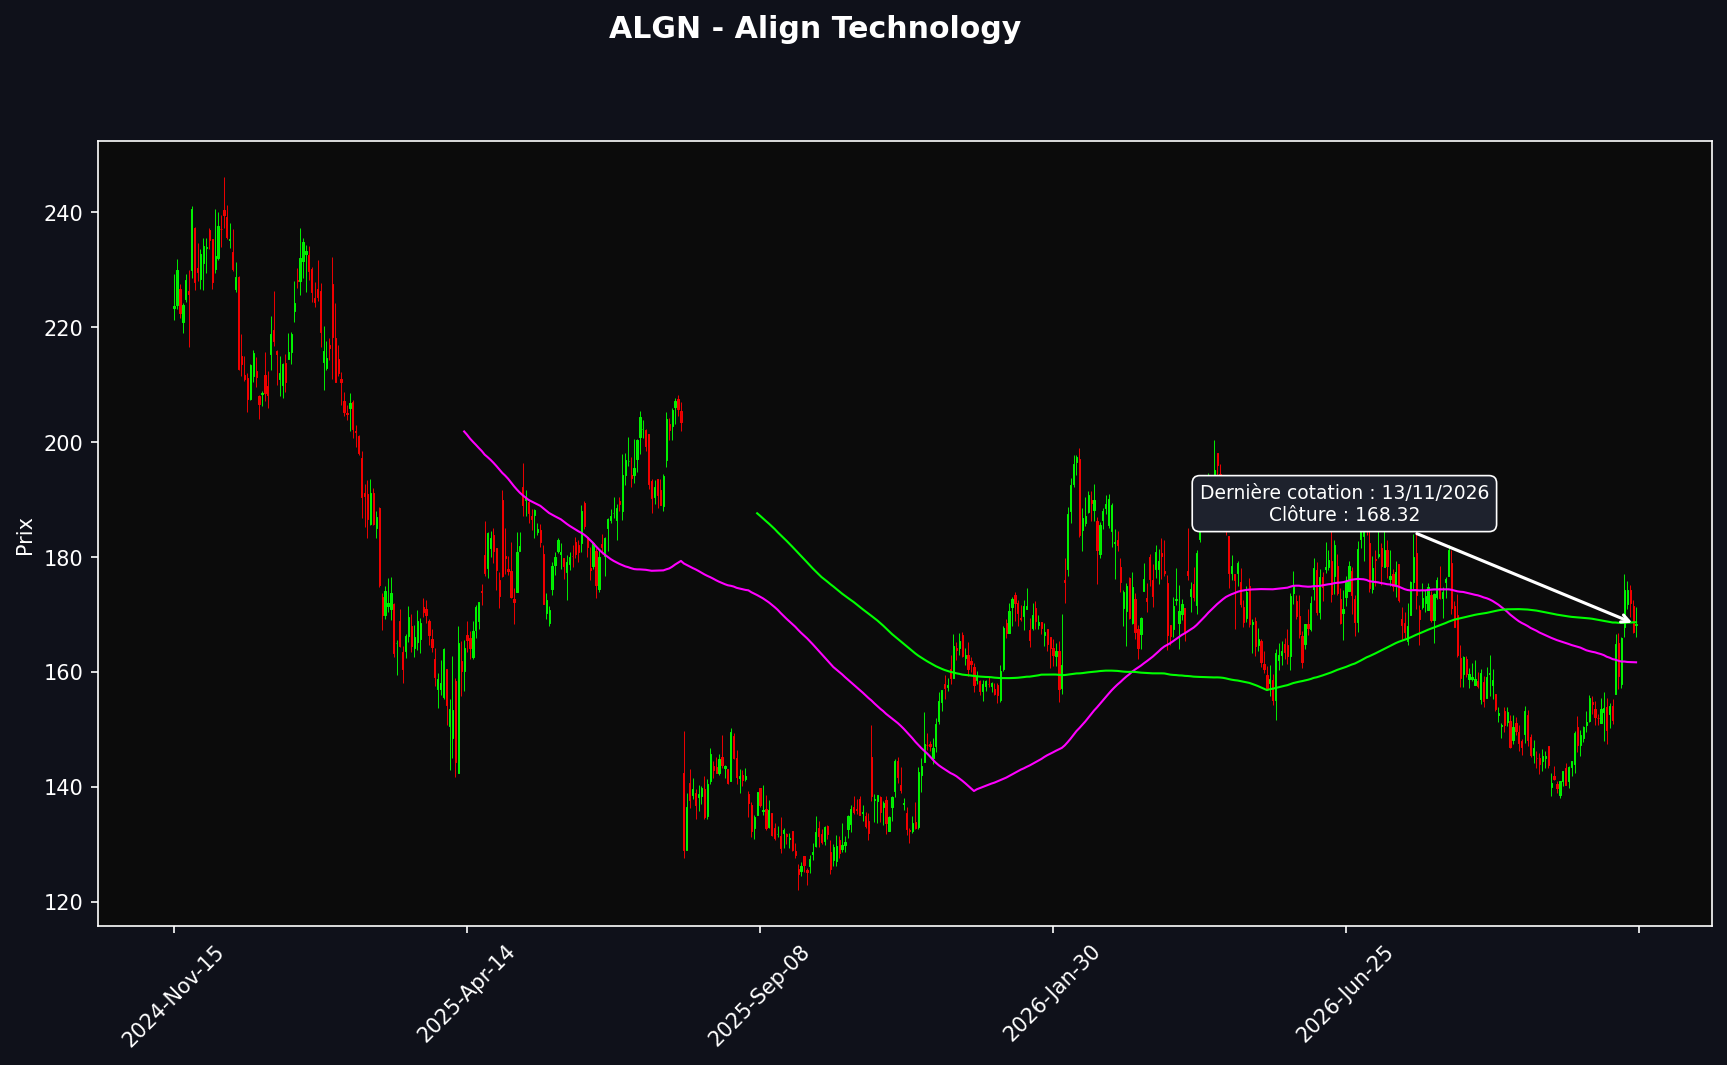 ALGN - Align Technology
Prix
240
220
200
180
160
140
120
Dernière cotation : 13/11/2026
Clôture : 168.32
2024-Nov-15
2025-Apr-14
2025-Sep-08
2026-Jan-30
2026-Jun-25